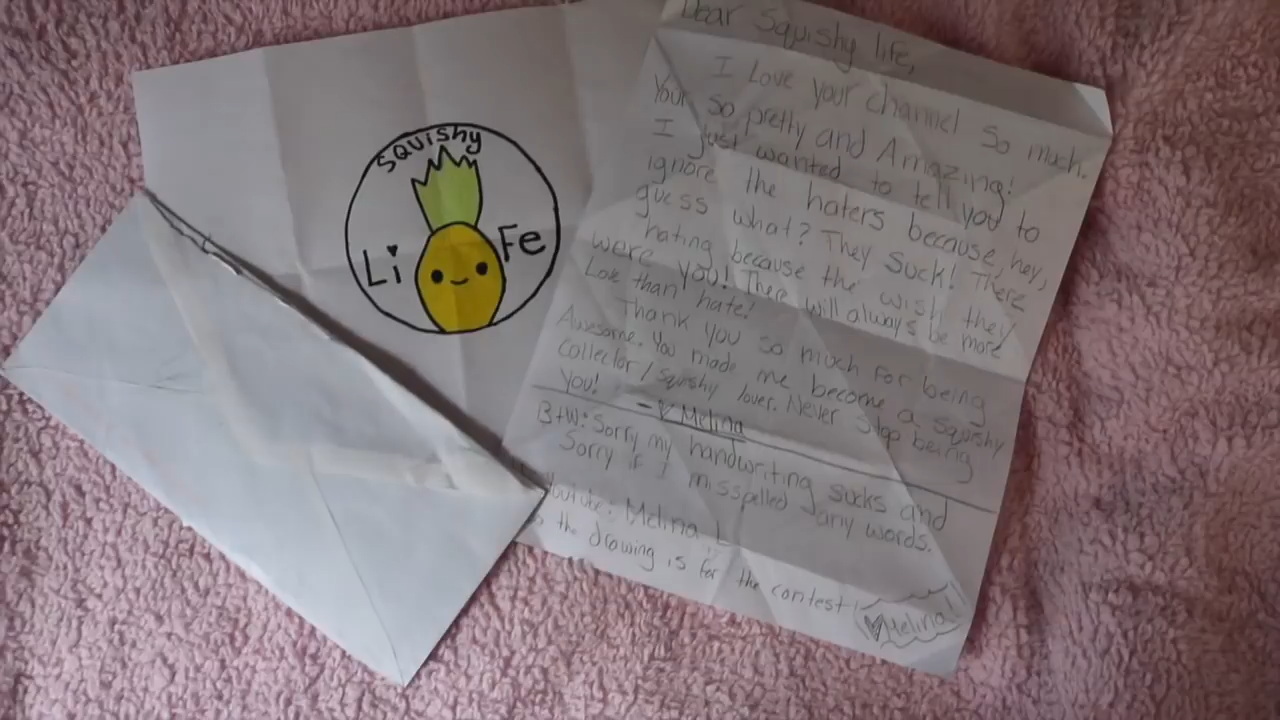 Squishy
Life
Dear Squishy life,
I Love your channel so much.
Your so pretty and Amazing!
I just wanted to tell you to
ignore the haters because, hey,
guess what? They suck! There
hating because the wish they
were you! There will always be more
Love than hate!
Thank you so much for being
Awesome. You made me become a squishy
collector/squishy lover. Never stop being
you! - Melina
BtW: Sorry my handwriting sucks and
Sorry if I misspelled any words.
Youtube: Melina L
the drawing is for the contest!
Melina